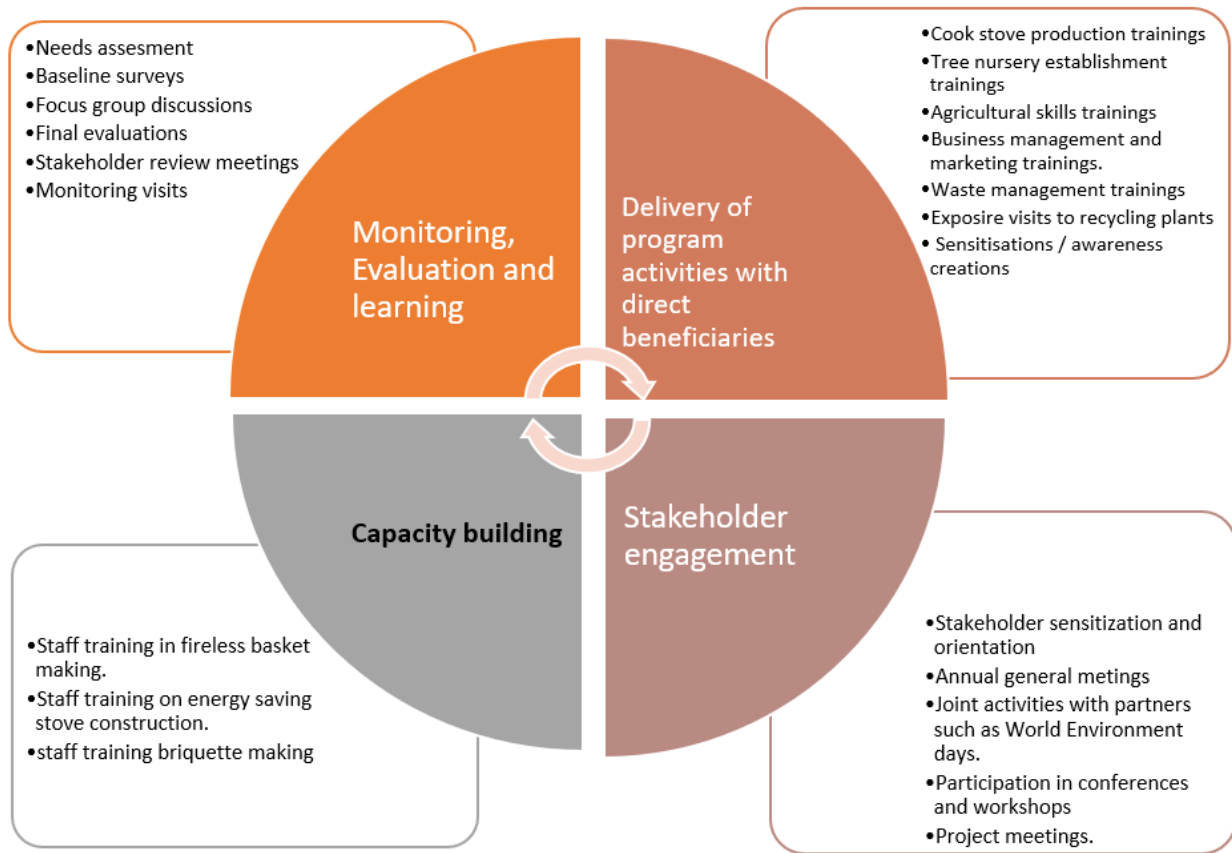 •Needs assesment
•Baseline surveys
•Focus group discussions
•Final evaluations
•Stakeholder review meetings
•Monitoring visits
Monitoring,
Evaluation and
learning
•Cook stove production trainings
•Tree nursery establishment
trainings
•Agricultural skills trainings
•Business management and
marketing trainings.
•Waste management trainings
•Exposire visits to recycling plants
• Sensitisations / awareness
creations
Delivery of
program
activities with
direct
beneficiaries
Capacity building
•Staff training in fireless basket
making.
•Staff training on energy saving
stove construction.
•staff training briquette making
Stakeholder
engagement
•Stakeholder sensitization and
orientation
•Annual general metings
•Joint activities with partners
such as World Environment
days.
•Participation in conferences
and workshops
•Project meetings.